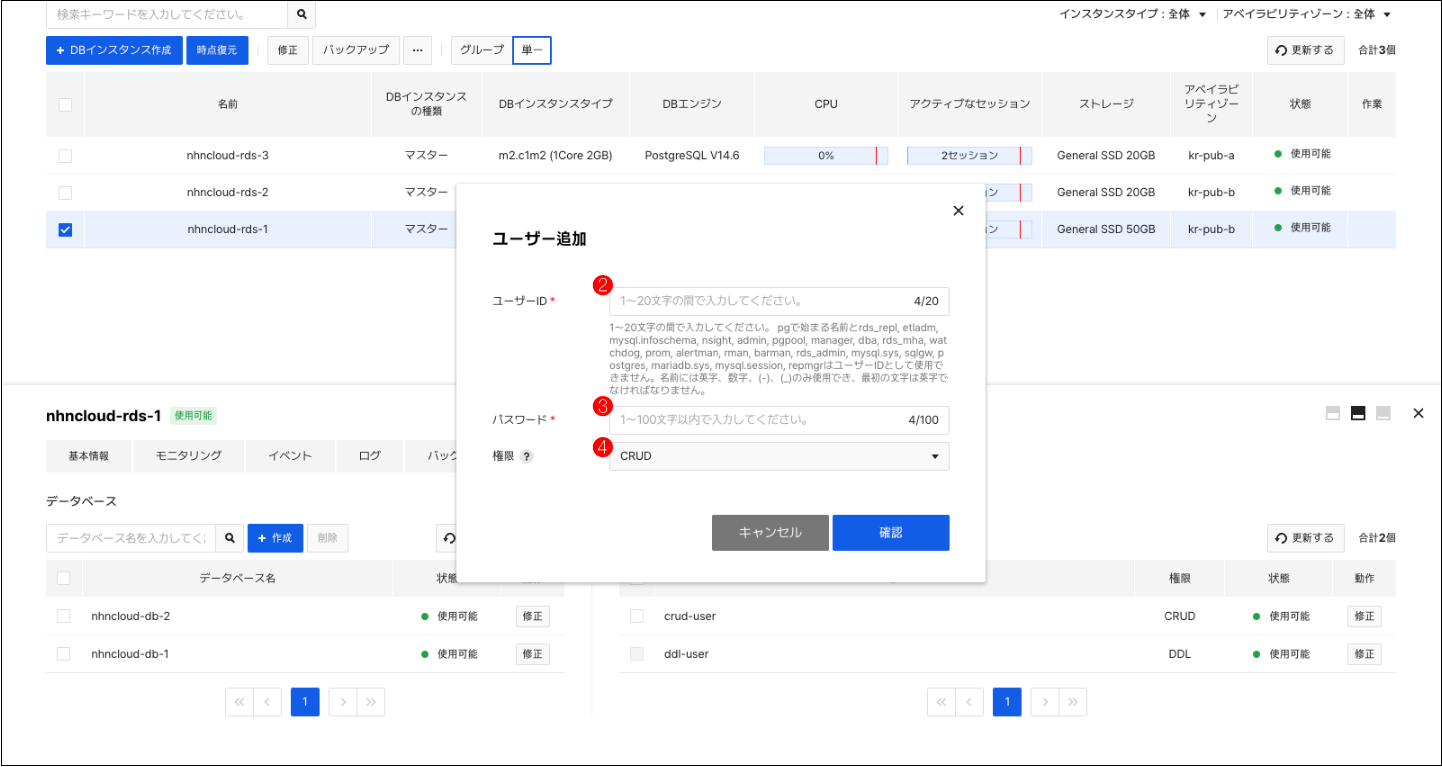 検索キーワードを入力してください。
インスタンスタイプ : 全体 アベイラビリティゾーン : 全体
+ DBインスタンス作成 時点復元 修正 バックアップ ... グループ 単一 更新する 合計3個
名前 DBインスタンスの種類 DBインスタンスタイプ DBエンジン CPU アクティブなセッション ストレージ アベイラビリティゾーン 状態 作業
nhncloud-rds-3 マスター m2.c1m2 (1Core 2GB) PostgreSQL V14.6 0% 2セッション General SSD 20GB kr-pub-a 使用可能
nhncloud-rds-2 マスター ン General SSD 20GB kr-pub-b 使用可能
nhncloud-rds-1 マスター ン General SSD 50GB kr-pub-b 使用可能
ユーザー追加
2
ユーザーID * 1〜20文字の間で入力してください。 4/20
1〜20文字の間で入力してください。 pgで始まる名前とrds_repl, etladm,
mysql.infoschema, nsight, admin, pgpool, manager, dba, rds_mha, wat
chdog, prom, alertman, rman, barman, rds_admin, mysql.sys, sqlgw, p
ostgres, mariadb.sys, mysql.session, repmgrはユーザーIDとして使用で
きません。名前には英字、数字、(-)、(_)のみ使用でき、最初の文字は英字で
なければなりません。
3
パスワード * 1〜100文字以内で入力してください。 4/100
4
権限 ? CRUD
キャンセル 確認
nhncloud-rds-1 使用可能
基本情報 モニタリング イベント ログ バック
データベース
データベース名を入力してく + 作成 削除 更新する 合計2個
データベース名 状態 権限 状態 動作
nhncloud-db-2 使用可能 修正 crud-user CRUD 使用可能 修正
nhncloud-db-1 使用可能 修正 ddl-user DDL 使用可能 修正
1 1